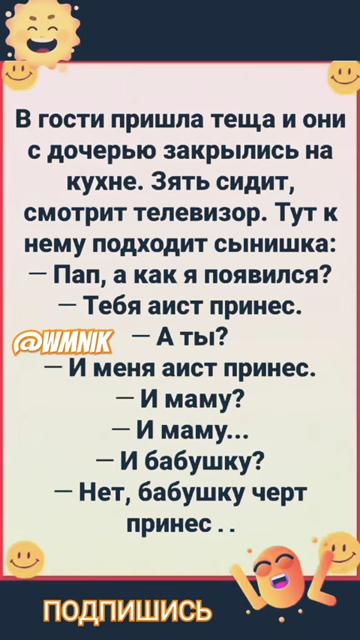 В гости пришла теща и они
с дочерью закрылись на
кухне. Зять сидит,
смотрит телевизор. Тут к
нему подходит сынишка:
— Пап, а как я появился?
— Тебя аист принес.
@WMNIK — А ты?
— И меня аист принес.
— И маму?
— И маму...
— И бабушку?
— Нет, бабушку черт
принес . .
LOL
ПОДПИШИСЬ